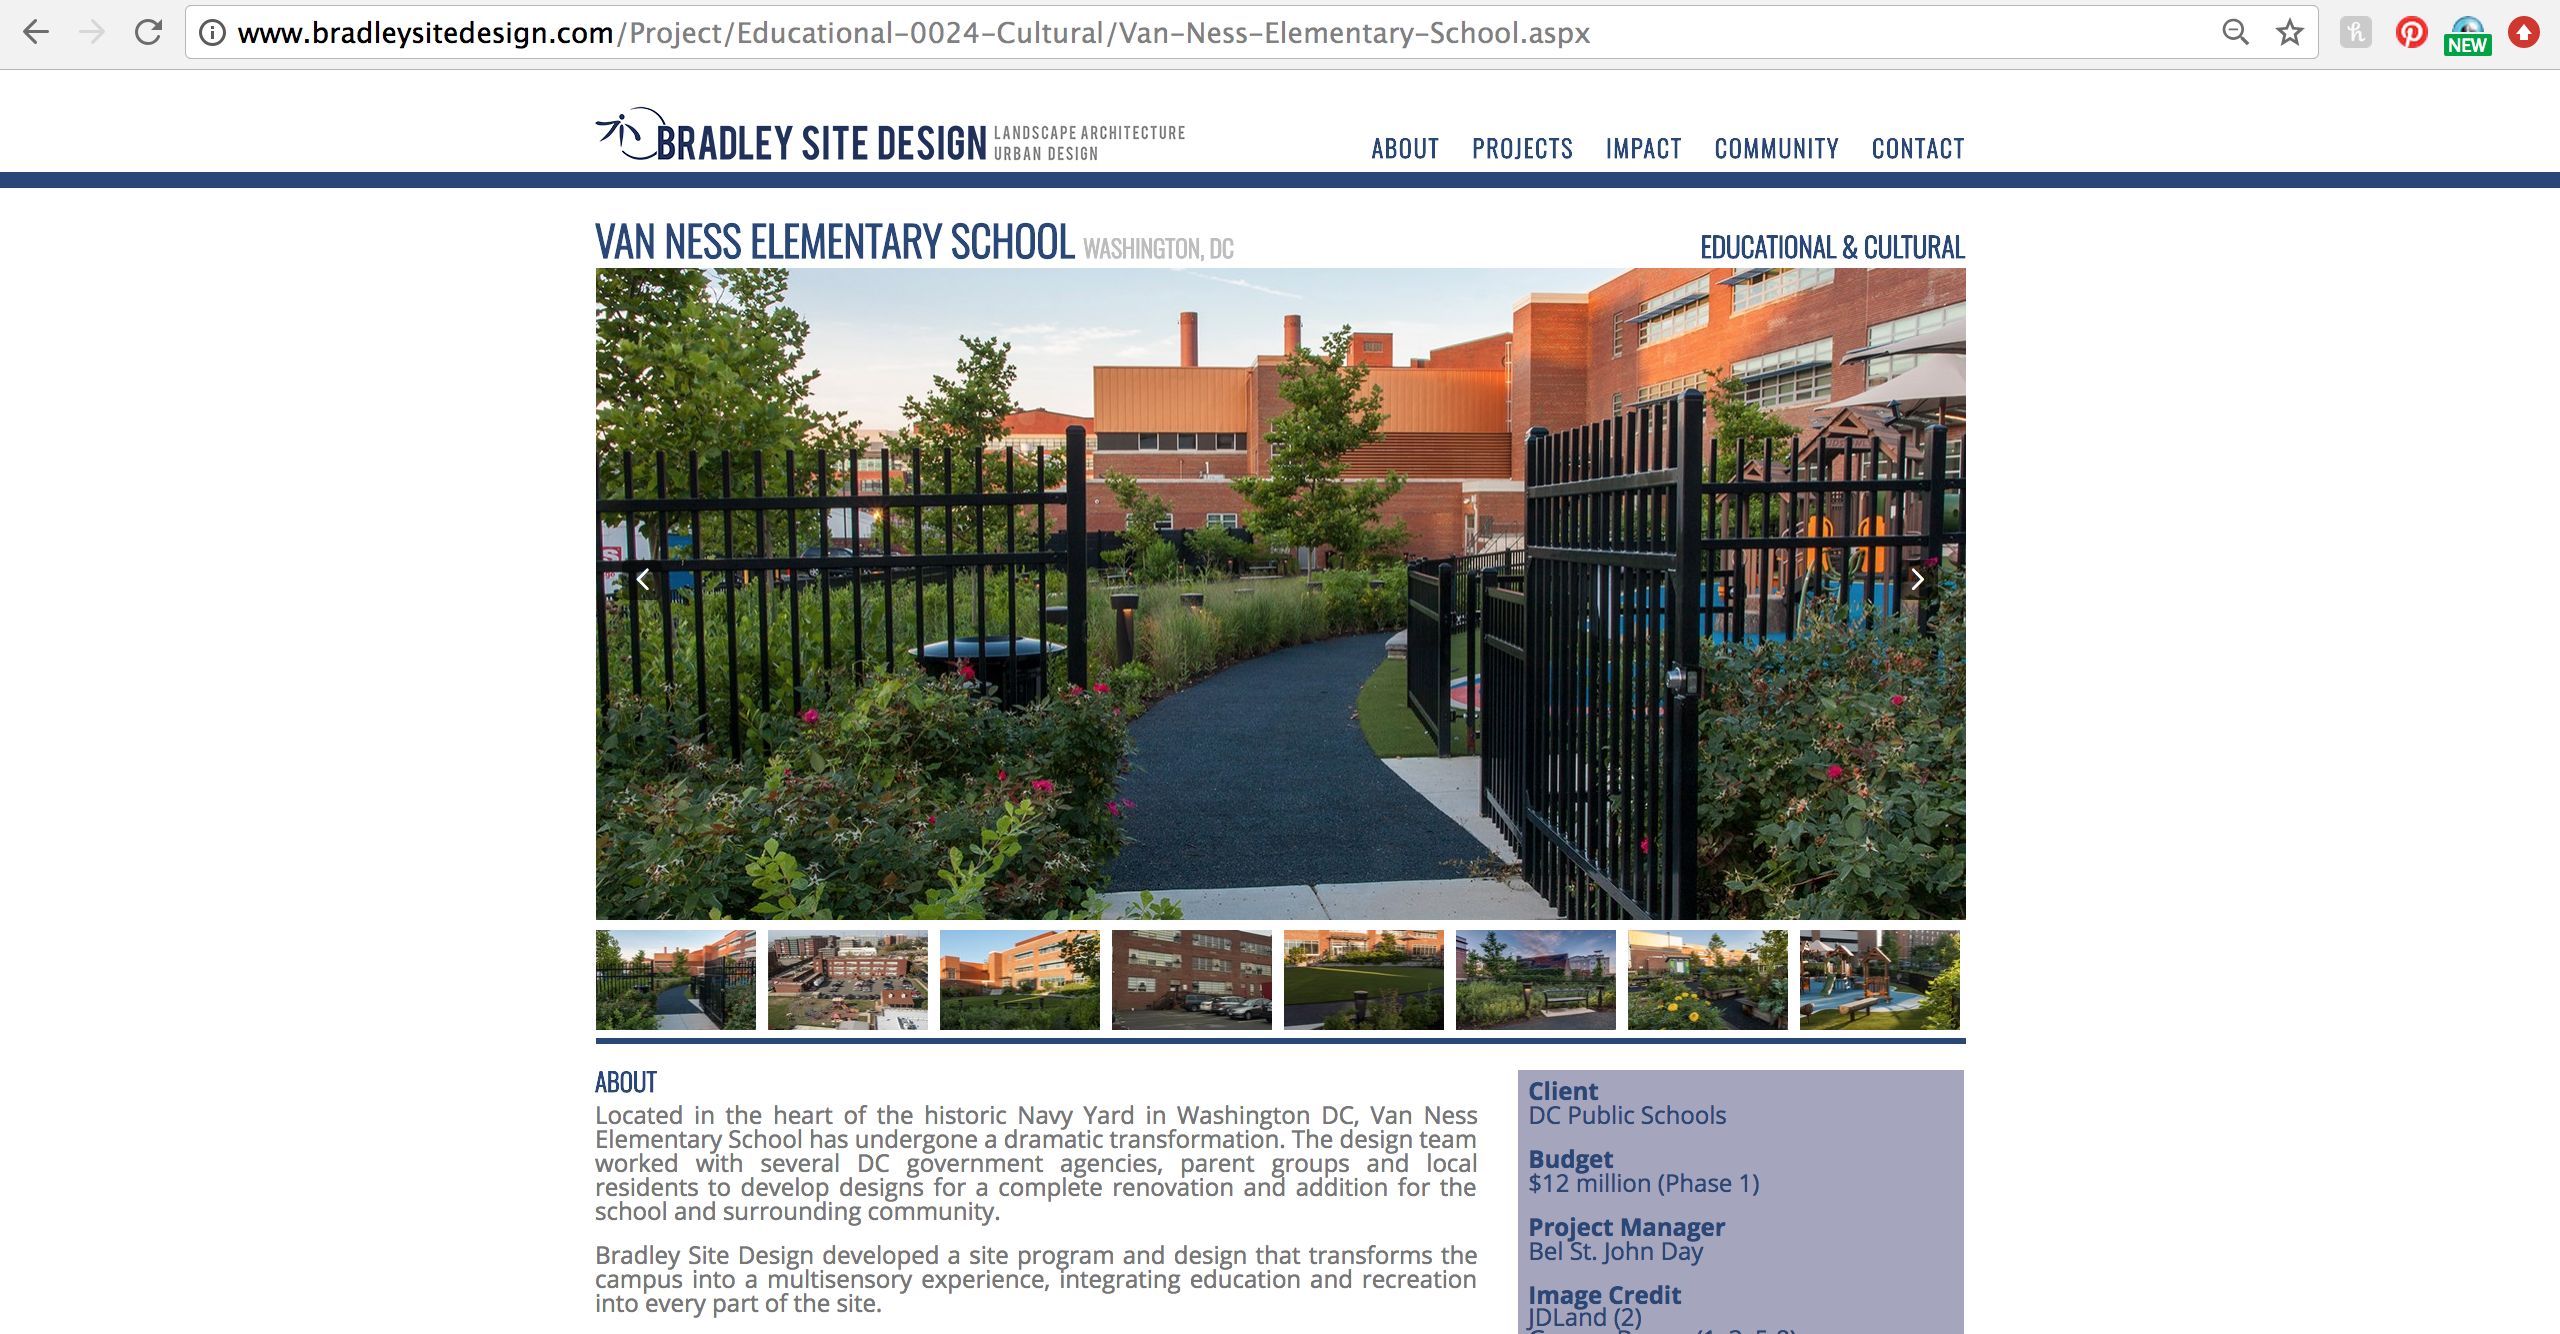 www.bradleysitedesign.com/Project/Educational-0024-Cultural/Van-Ness-Elementary-School.aspx
NEW
BRADLEY SITE DESIGN LANDSCAPE ARCHITECTURE
URBAN DESIGN
ABOUT PROJECTS IMPACT COMMUNITY CONTACT
VAN NESS ELEMENTARY SCHOOL WASHINGTON, DC
EDUCATIONAL & CULTURAL
ABOUT
Located in the heart of the historic Navy Yard in Washington DC, Van Ness
Elementary School has undergone a dramatic transformation. The design team
worked with several DC government agencies, parent groups and local
residents to develop designs for a complete renovation and addition for the
school and surrounding community.
Bradley Site Design developed a site program and design that transforms the
campus into a multisensory experience, integrating education and recreation
into every part of the site.
Client
DC Public Schools
Budget
$12 million (Phase 1)
Project Manager
Bel St. John Day
Image Credit
JDLand (2)